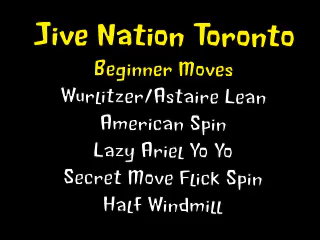 Jive Nation Toronto
Beginner Moves
Wurlitzer/Astaire Lean
American Spin
Lazy Ariel Yo Yo
Secret Move Flick Spin
Half Windmill